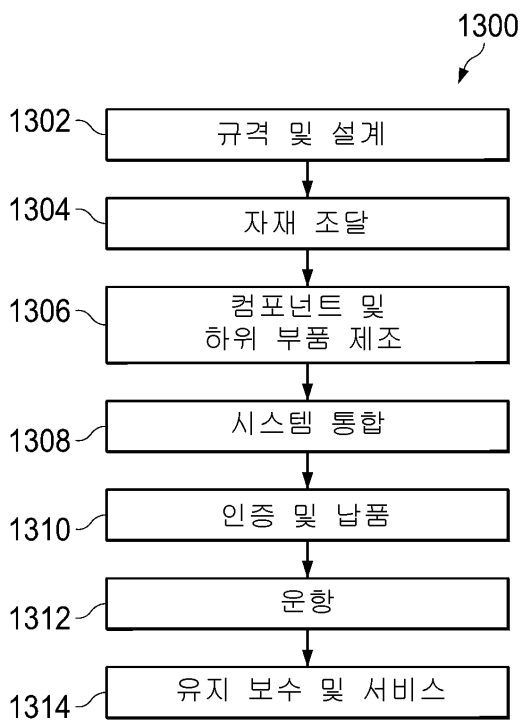 1300
1302
규격 및 설계
1304
자재 조달
1306
컴포넌트 및
하위 부품 제조
1308
시스템 통합
1310
인증 및 납품
1312
운항
1314
유지 보수 및 서비스